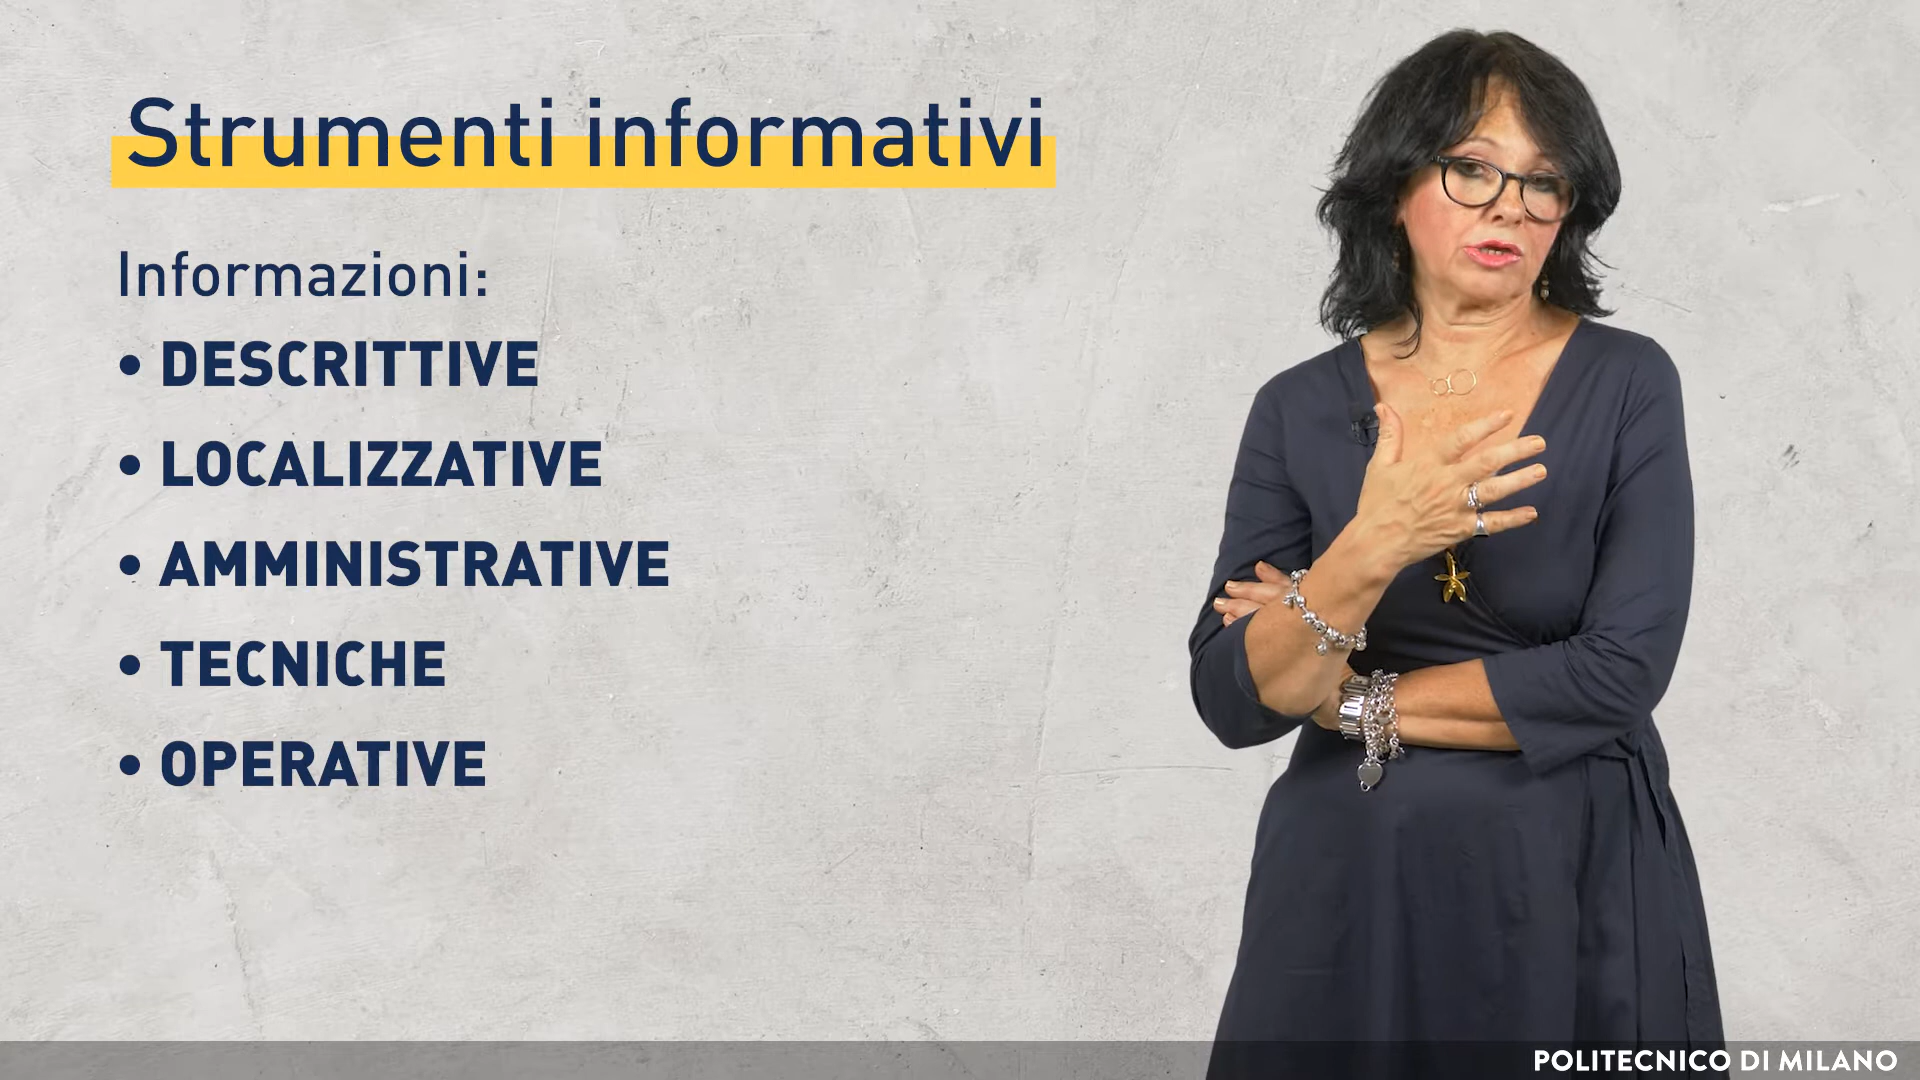 Strumenti informativi
Informazioni:
• DESCRITTIVE
• LOCALIZZATIVE
• AMMINISTRATIVE
• TECNICHE
• OPERATIVE
POLITECNICO DI MILANO